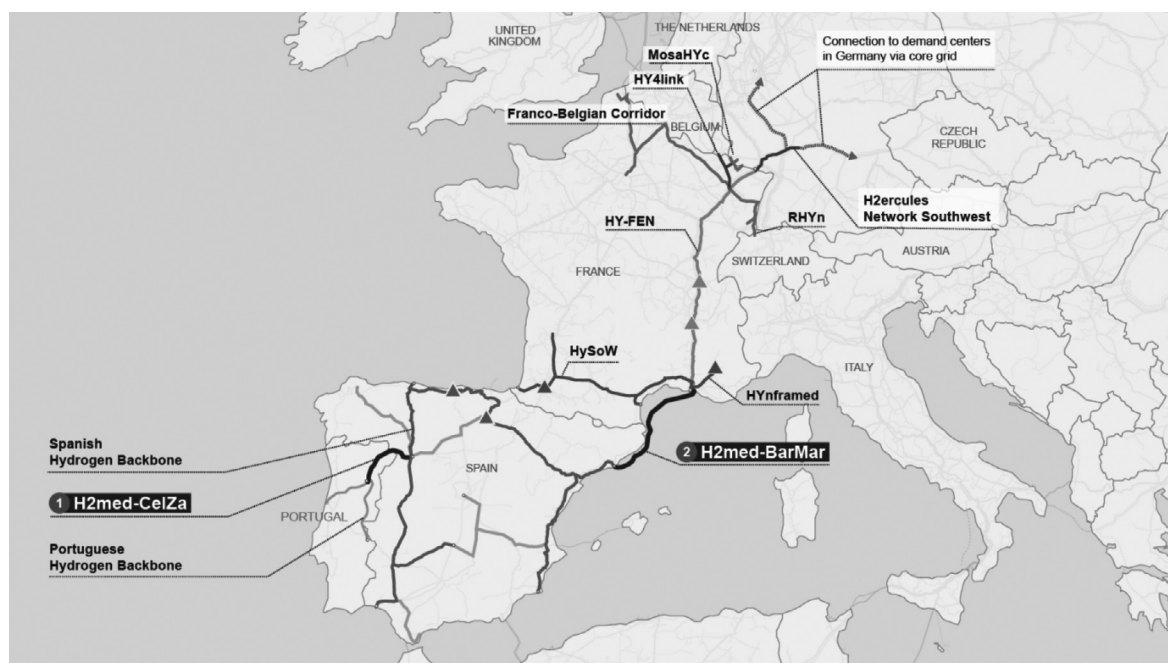 UNITED
KINGDOM
THE NETHERLANDS
Connection to demand centers
in Germany via core grid
MosaHYc
HY4link
Franco-Belgian Corridor
BELGIUM
CZECH
REPUBLIC
H2ercules
Network Southwest
HY-FEN
RHYn
AUSTRIA
SWITZERLAND
FRANCE
HySoW
ITALY
HYnframed
Spanish
Hydrogen Backbone
2 H2med-BarMar
SPAIN
1 H2med-CelZa
PORTUGAL
Portuguese
Hydrogen Backbone